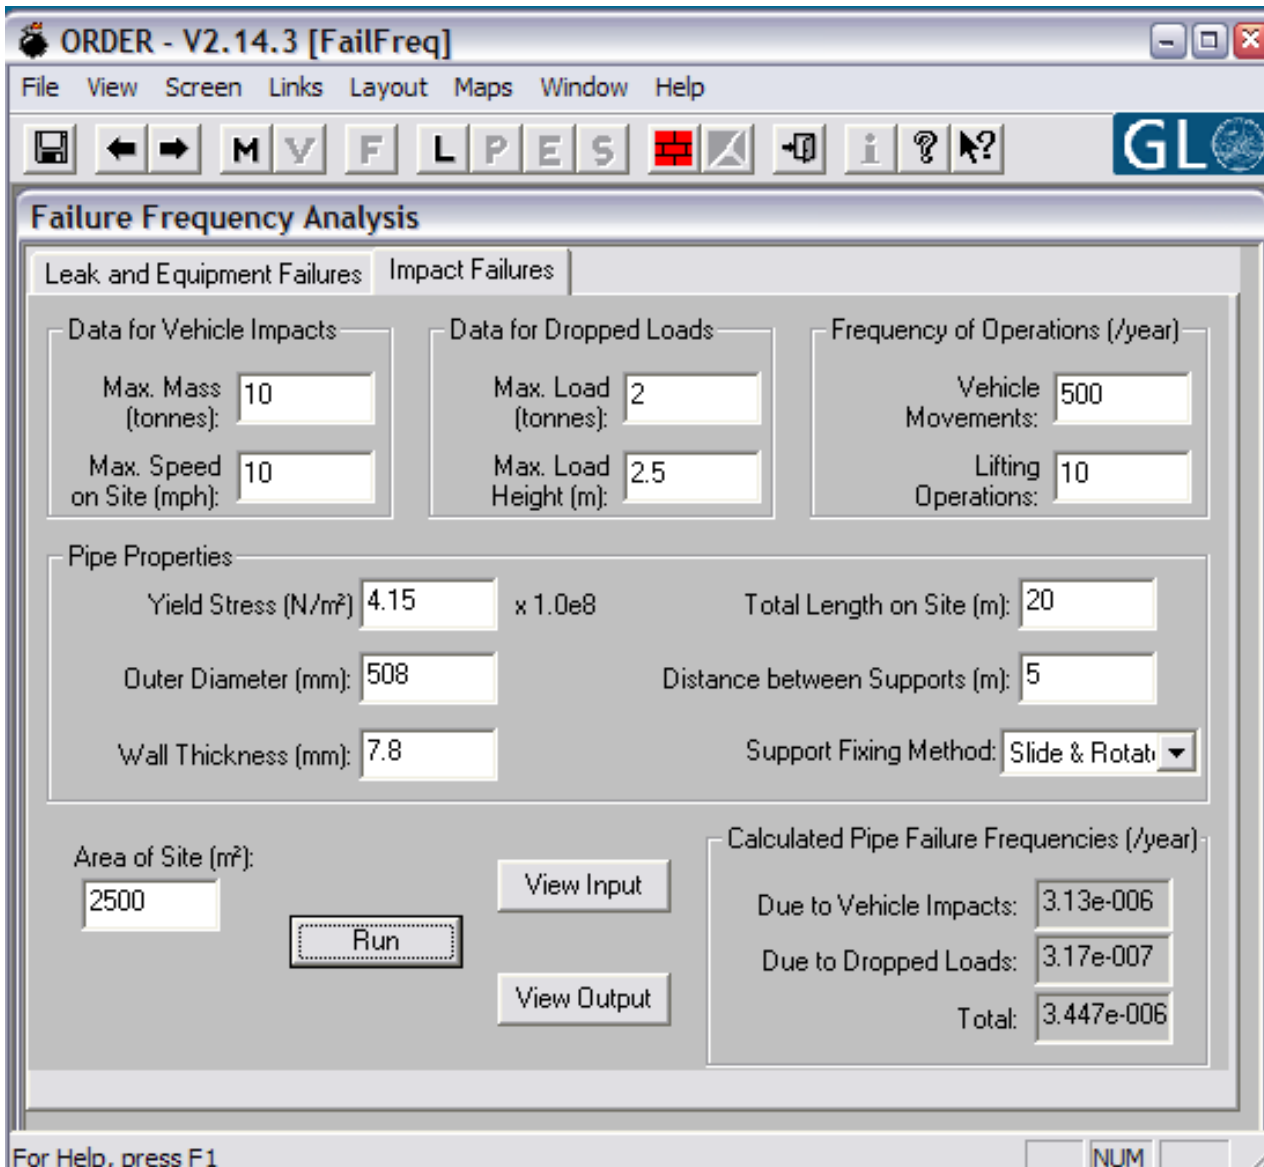 ORDER - V2.14.3 [FailFreq]
File View Screen Links Layout Maps Window Help
M V F L P E S i ? ? GL
Failure Frequency Analysis
Leak and Equipment Failures Impact Failures
Data for Vehicle Impacts Data for Dropped Loads Frequency of Operations (/year)
Max. Mass (tonnes): 10 Max. Load (tonnes): 2 Vehicle Movements: 500
Max. Speed on Site (mph): 10 Max. Load Height (m): 2.5 Lifting Operations: 10
Pipe Properties
Yield Stress (N/m²) 4.15 x 1.0e8 Total Length on Site (m): 20
Outer Diameter (mm): 508 Distance between Supports (m): 5
Wall Thickness (mm): 7.8 Support Fixing Method: Slide & Rotat
Area of Site (m²):
2500
Run
View Input
View Output
Calculated Pipe Failure Frequencies (/year)
Due to Vehicle Impacts: 3.13e-006
Due to Dropped Loads: 3.17e-007
Total: 3.447e-006
For Help, press F1 NUM